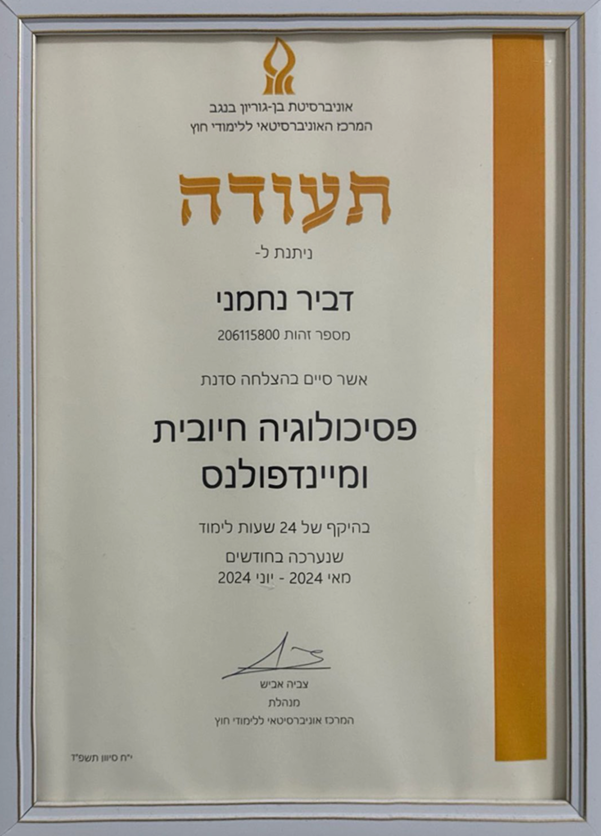 אוניברסיטת בן-גוריון בנגב
המרכז האוניברסיטאי ללימודי חוץ
תעודה
ניתנת ל-
דביר נחמני
מספר זהות 206115800
אשר סיים בהצלחה סדנת
פסיכולוגיה חיובית
ומיינדפולנס
בהיקף של 24 שעות לימוד
שנערכה בחודשים
מאי 2024 - יוני 2024
צביה אביש
מנהלת
המרכז אוניברסיטאי ללימודי חוץ
י"ח סיוון תשפ"ד